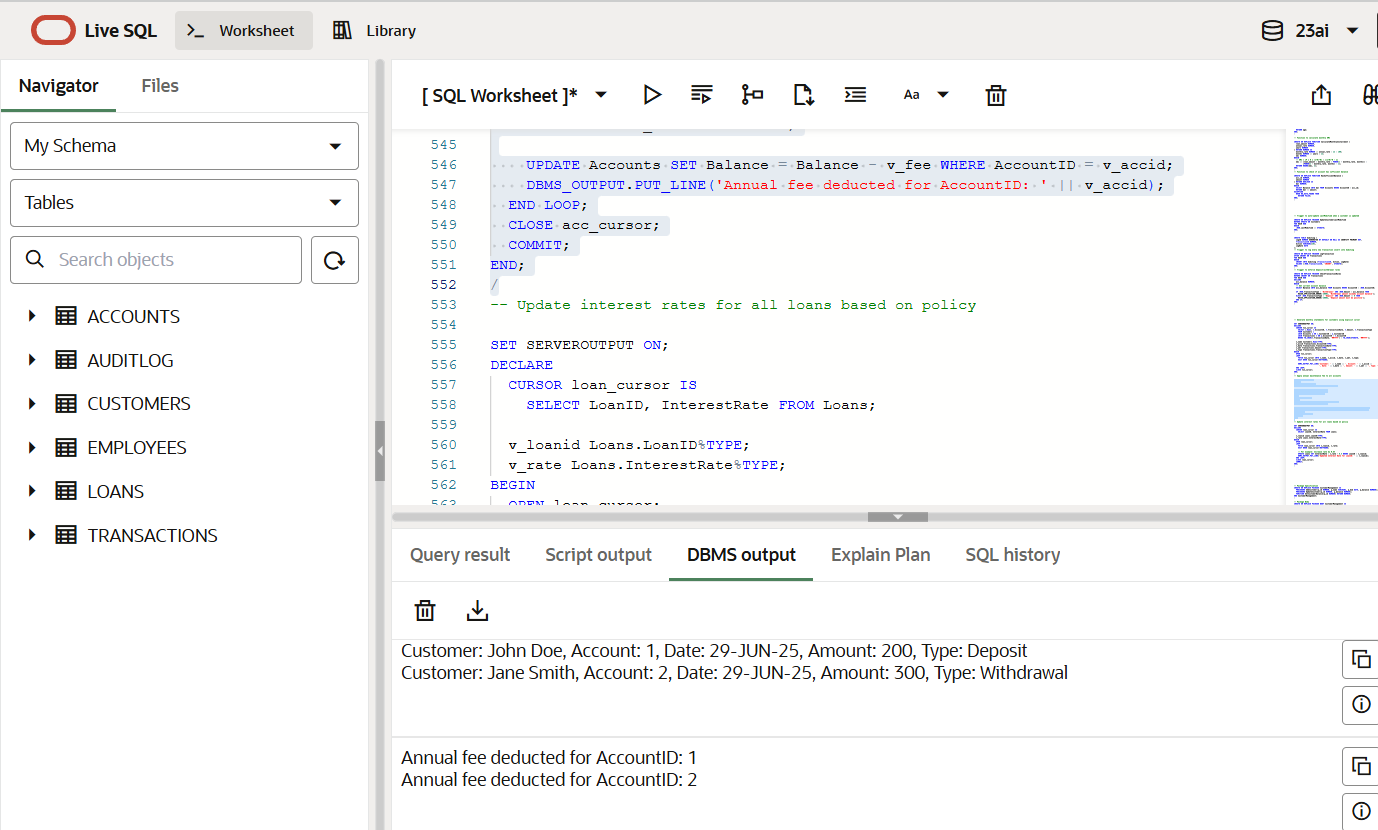 Live SQL
Worksheet
Library
23ai
Navigator
Files
My Schema
Tables
Search objects
ACCOUNTS
AUDITLOG
CUSTOMERS
EMPLOYEES
LOANS
TRANSACTIONS
[ SQL Worksheet ]*
Aa
545
546 UPDATE Accounts SET Balance = Balance - v_fee WHERE AccountID = v_accid;
547 DBMS_OUTPUT.PUT_LINE('Annual fee deducted for AccountID: ' || v_accid);
548 END LOOP;
549 CLOSE acc_cursor;
550 COMMIT;
551 END;
552 /
553 -- Update interest rates for all loans based on policy
554
555 SET SERVEROUTPUT ON;
556 DECLARE
557 CURSOR loan_cursor IS
558 SELECT LoanID, InterestRate FROM Loans;
559
560 v_loanid Loans.LoanID%TYPE;
561 v_rate Loans.InterestRate%TYPE;
562 BEGIN
563 OPEN loan_cursor;
Query result
Script output
DBMS output
Explain Plan
SQL history
Customer: John Doe, Account: 1, Date: 29-JUN-25, Amount: 200, Type: Deposit
Customer: Jane Smith, Account: 2, Date: 29-JUN-25, Amount: 300, Type: Withdrawal
Annual fee deducted for AccountID: 1
Annual fee deducted for AccountID: 2